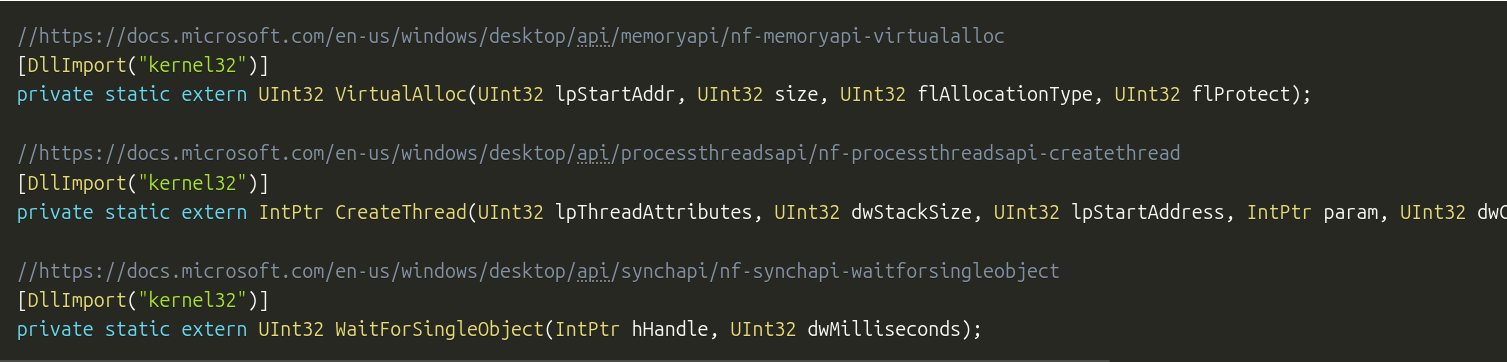 //https://docs.microsoft.com/en-us/windows/desktop/api/memoryapi/nf-memoryapi-virtualalloc
[DllImport("kernel32")]
private static extern UInt32 VirtualAlloc(UInt32 lpStartAddr, UInt32 size, UInt32 flAllocationType, UInt32 flProtect);
//https://docs.microsoft.com/en-us/windows/desktop/api/processthreadsapi/nf-processthreadsapi-createthread
[DllImport("kernel32")]
private static extern IntPtr CreateThread(UInt32 lpThreadAttributes, UInt32 dwStackSize, UInt32 lpStartAddress, IntPtr param, UInt32
//https://docs.microsoft.com/en-us/windows/desktop/api/synchapi/nf-synchapi-waitforsingleobject
[DllImport("kernel32")]
private static extern UInt32 WaitForSingleObject(IntPtr hHandle, UInt32 dwMilliseconds);